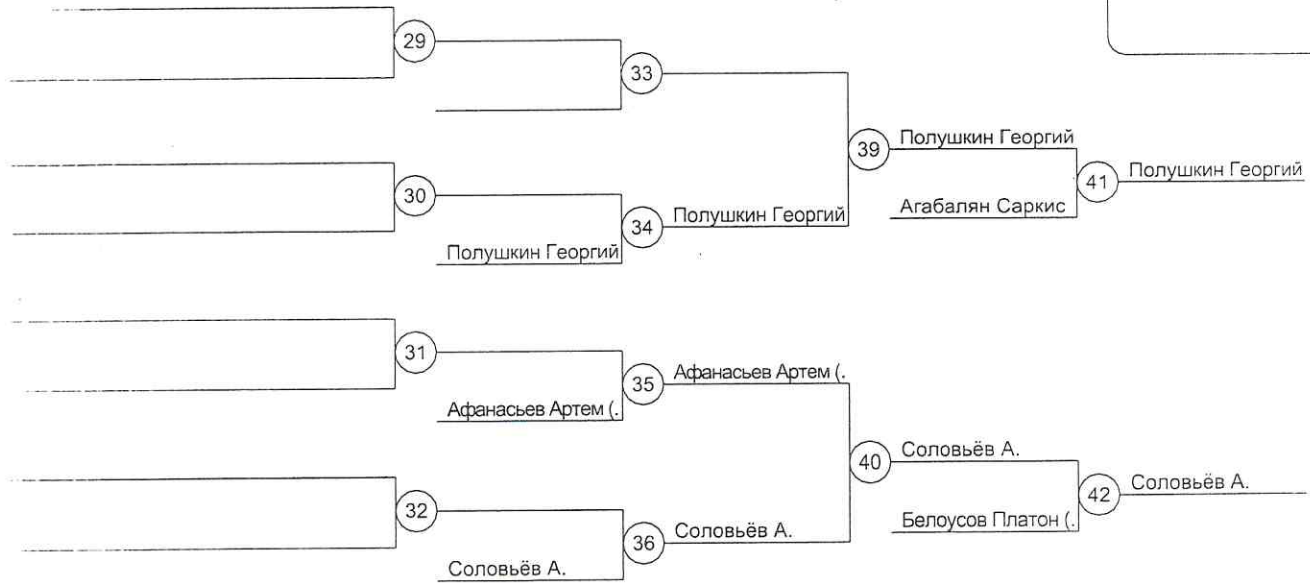 29
33
39
Полушкин Георгий
41
Полушкин Георгий
Агабалян Саркис
30
34
Полушкин Георгий
Полушкин Георгий
31
35
Афанасьев Артем (.
Афанасьев Артем (.
40
Соловьёв А.
42
Соловьёв А.
Белоусов Платон (.
32
36
Соловьёв А.
Соловьёв А.